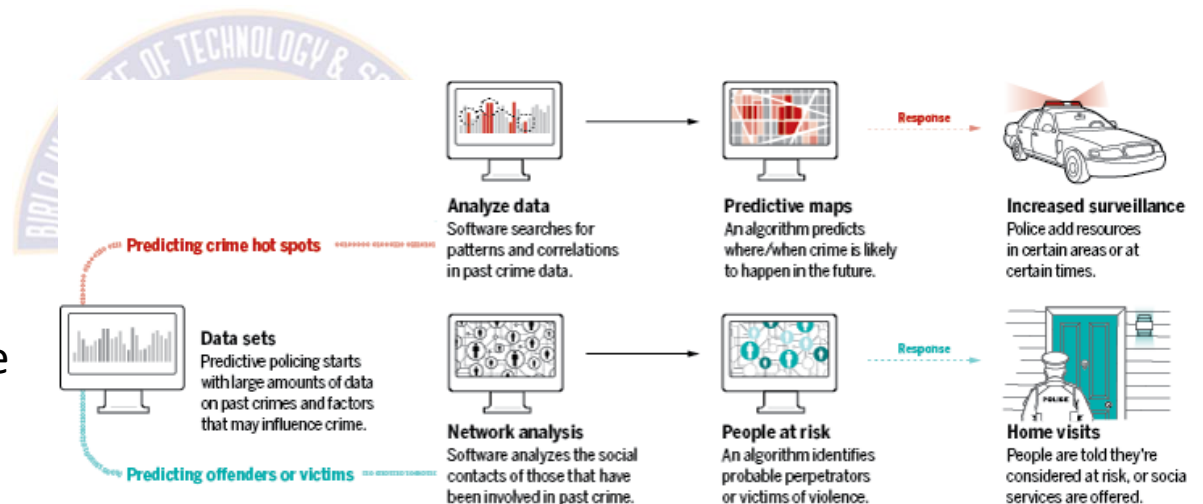 OF TECHNOLOGY &
BIRLA IN
Analyze data
Software searches for
patterns and correlations
in past crime data.
Predictive maps
An algorithm predicts
where/when crime is likely
to happen in the future.
Response
Increased surveillance
Police add resources
in certain areas or at
certain times.
Predicting crime hot spots
e
Data sets
Predictive policing starts
with large amounts of data
on past crimes and factors
that may influence crime.
Predicting offenders or victims
Network analysis
Software analyzes the social
contacts of those that have
been involved in past crime.
People at risk
An algorithm identifies
probable perpetrators
or victims of violence.
Response
POLICE
Home visits
People are told they're
considered at risk, or socia
services are offered.